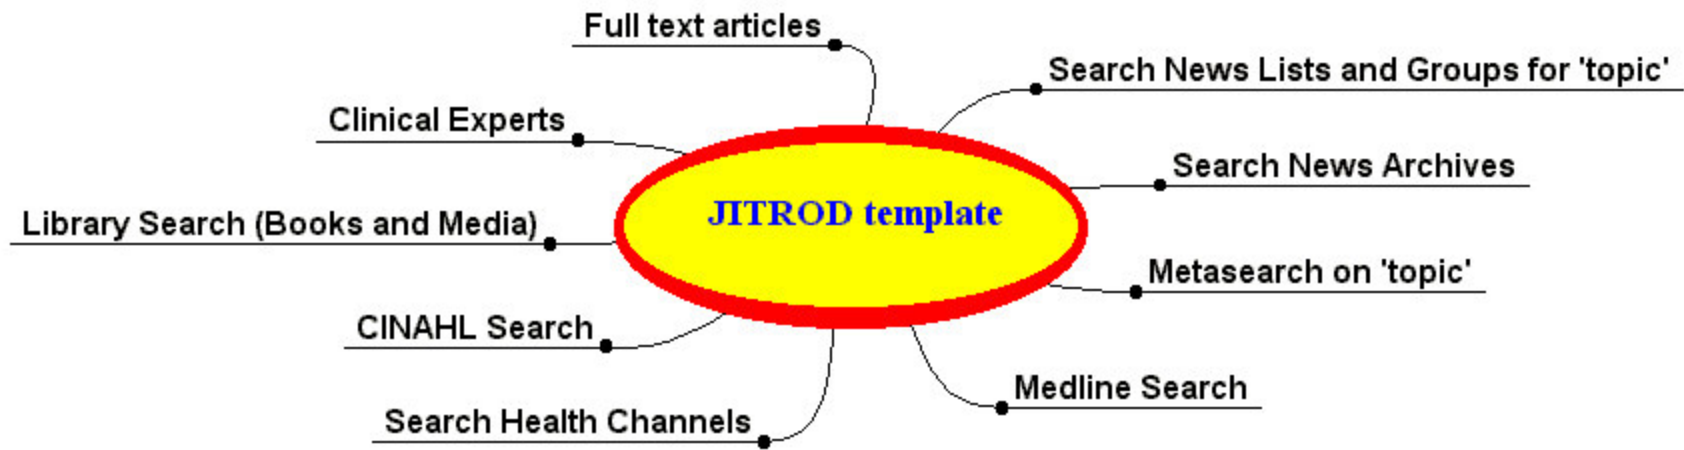 Full text articles
Search News Lists and Groups for 'topic'
Clinical Experts
Search News Archives
JITROD template
Library Search (Books and Media)
Metasearch on 'topic'
CINAHL Search
Medline Search
Search Health Channels